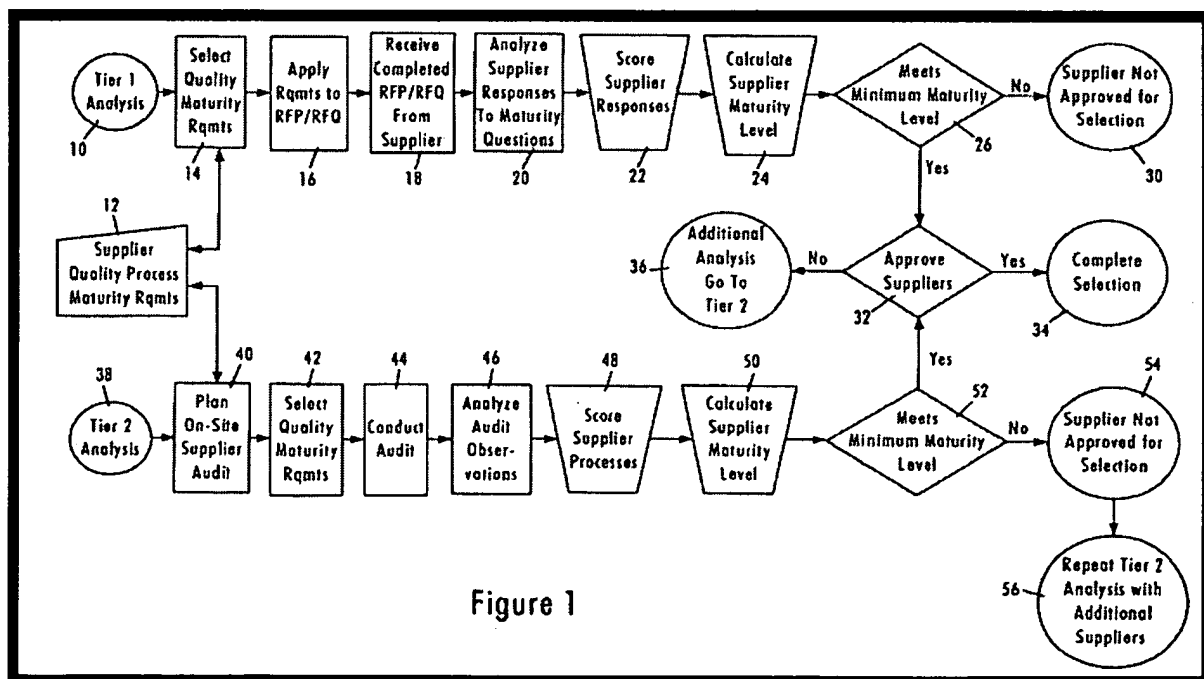 Tier 1
Analysis
10
Select
Quality
Maturity
Rqmts
14
Apply
Rqmts to
RFP/RFQ
16
Receive
Completed
RFP/RFQ
From
Supplier
18
Analyze
Supplier
Responses
To Maturity
Questions
20
Score
Supplier
Responses
22
Calculate
Supplier
Maturity
Level
24
Meets
Minimum Maturity
Level
26
No
Supplier Not
Approved for
Selection
30
Yes
12
Supplier
Quality Process
Maturity Rqmts
Additional
Analysis
Go To
Tier 2
36
No
Approve
Suppliers
32
Yes
Complete
Selection
34
Yes
38
Tier 2
Analysis
40
Plan
On-Site
Supplier
Audit
42
Select
Quality
Maturity
Rqmts
44
Conduct
Audit
46
Analyze
Audit
Obser-
vations
48
Score
Supplier
Processes
50
Calculate
Supplier
Maturity
Level
52
Meets
Minimum Maturity
Level
No
54
Supplier Not
Approved for
Selection
56
Repeat Tier 2
Analysis with
Additional
Suppliers
Figure 1